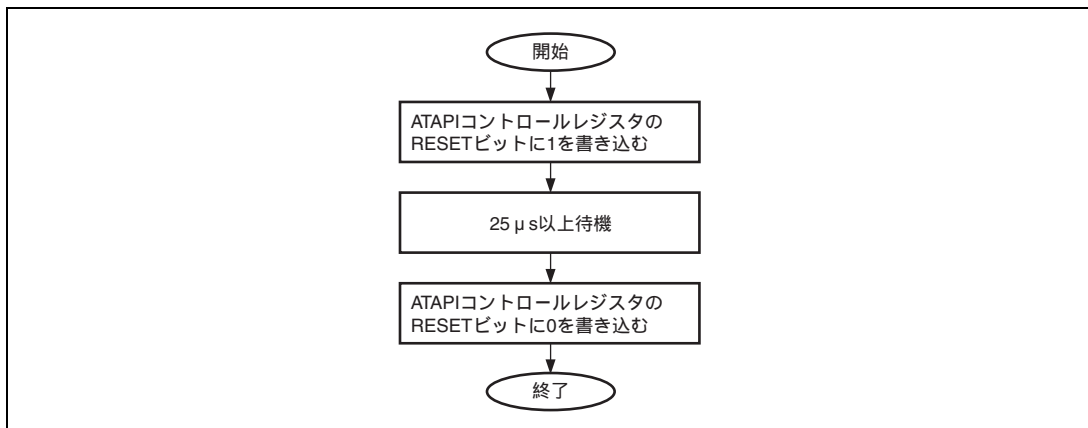 開始
ATAPIコントロールレジスタの
RESETビットに1を書き込む
25μs以上待機
ATAPIコントロールレジスタの
RESETビットに0を書き込む
終了